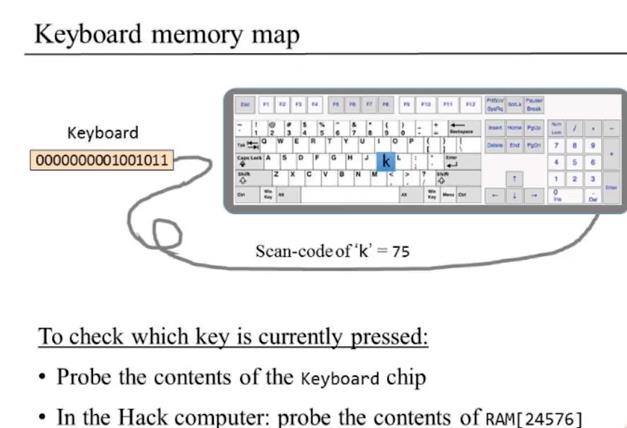 Keyboard memory map
Keyboard
0000000001001011
Esc F1 F2 F3 F4 F5 F6 F7 F8 F9 F10 F11 F12 PrtScn SysRq ScrLk Pause Break
~ ! 1 @ 2 # 3 $ 4 % 5 ^ 6 & 7 * 8 ( 9 ) 0 Backspace Insert Home PgUp Num Lock / * -
Tab Q W E R T Y U I O P { } Delete End PgDn 7 8 9
Caps Lock A S D F G H J k L : " Enter 4 5 6 +
Shift Z X C V B N M < > ? Shift ↑ 1 2 3 Enter
Ctrl Win Key Alt Alt Win Key Menu Ctrl ← ↓ → 0 Ins . Del
Scan-code of 'k' = 75
To check which key is currently pressed:
• Probe the contents of the Keyboard chip
• In the Hack computer: probe the contents of RAM[24576]